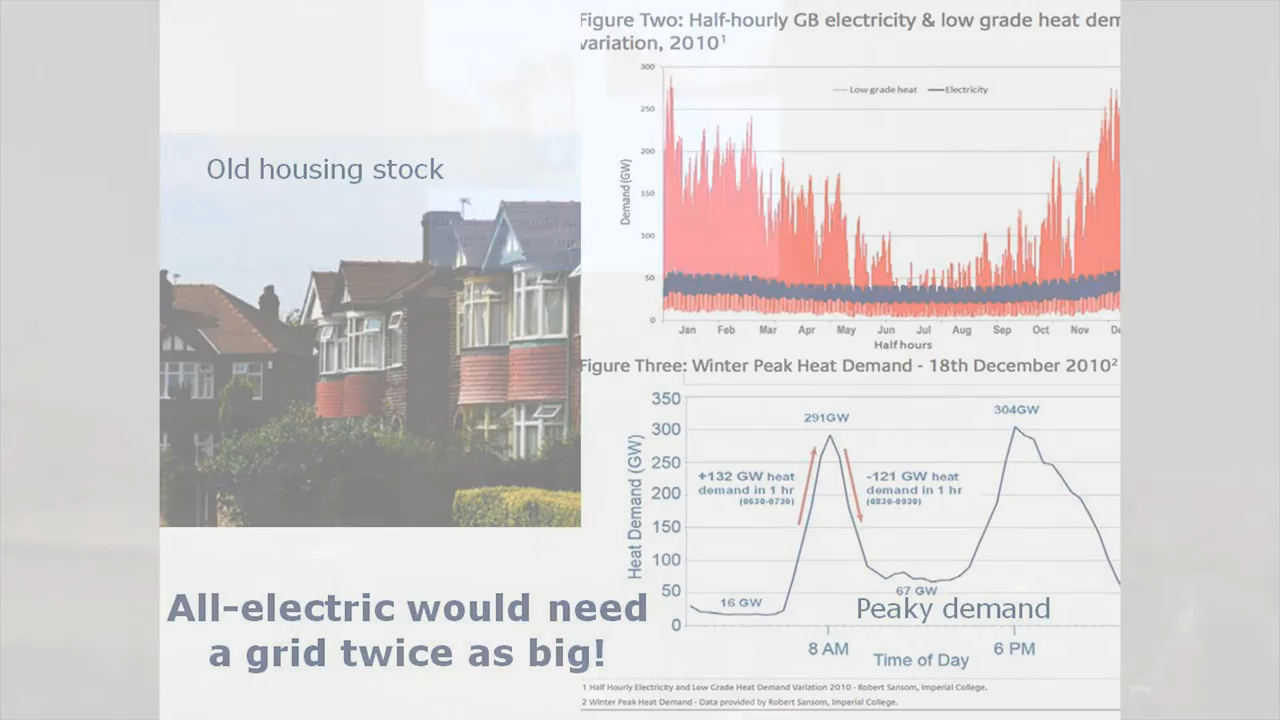 Figure Two: Half-hourly GB electricity & low grade heat dem
variation, 2010¹
Old housing stock
Low grade heat
Electricity
Demand (GW)
300
250
200
150
100
50
0
Jan Feb Mar Apr May Jun Jul Aug Sep Oct Nov De
Half hours
Figure Three: Winter Peak Heat Demand - 18th December 2010²
Heat Demand (GW)
350
300
250
200
150
100
50
0
291GW
304GW
+132 GW heat
demand in 1 hr
(0630-0730)
-121 GW heat
demand in 1 hr
(0830-0930)
16 GW
67 GW
Peaky demand
8 AM
6 PM
Time of Day
All-electric would need
a grid twice as big!
1 Half Hourly Electricity and Low Grade Heat Demand Variation 2010 - Robert Sansom, Imperial College.
2 Winter Peak Heat Demand - Data provided by Robert Sansom, Imperial College.